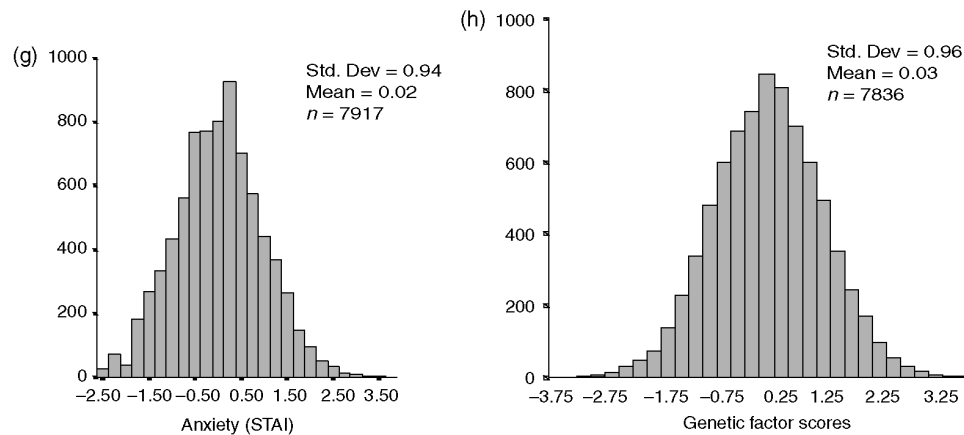 (g)
Std. Dev = 0.94
Mean = 0.02
n = 7917
1000
800
600
400
200
0
−2.50 −1.50 −0.50 0.50 1.50 2.50 3.50
Anxiety (STAI)
(h)
Std. Dev = 0.96
Mean = 0.03
n = 7836
1000
800
600
400
200
0
−3.75 −2.75 −1.75 −0.75 0.25 1.25 2.25 3.25
Genetic factor scores